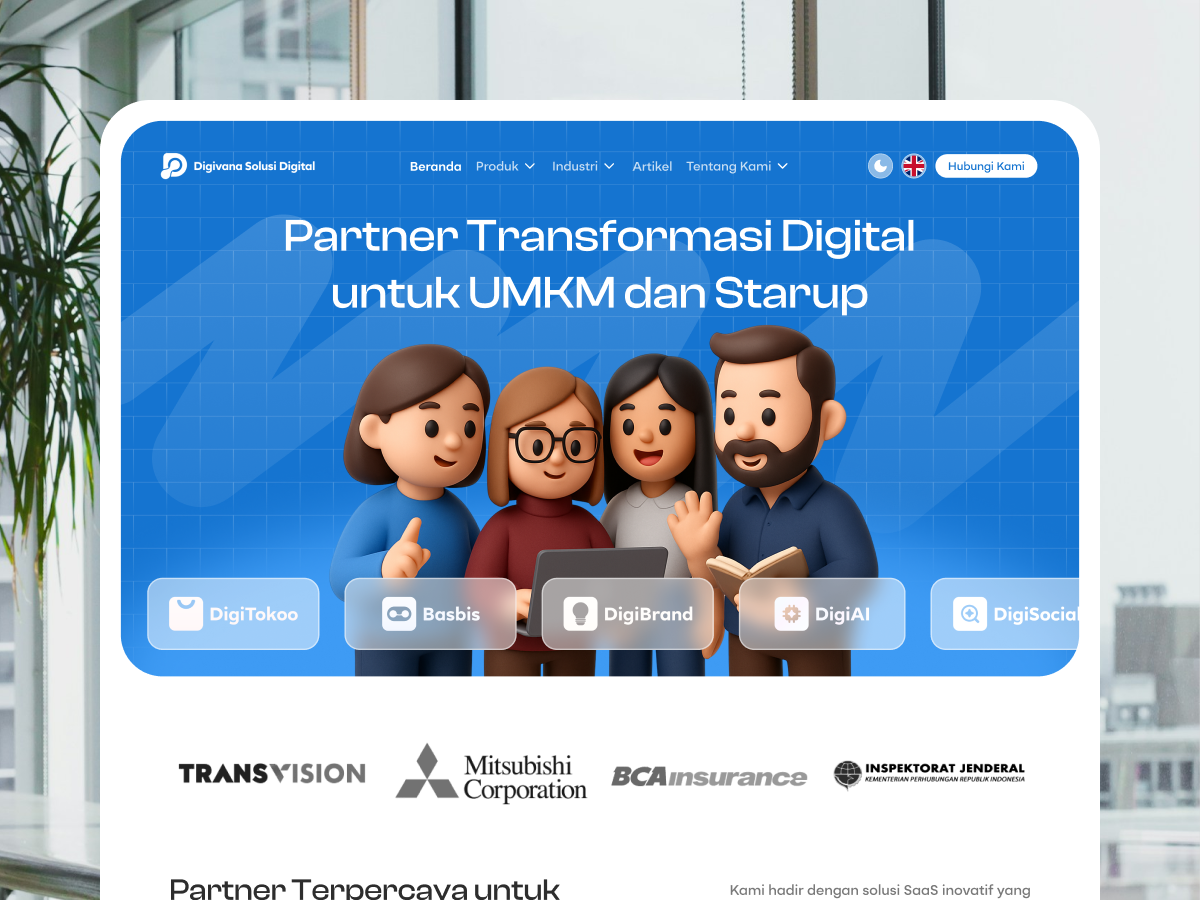 Digivana Solusi Digital
Beranda Produk Industri Artikel Tentang Kami Hubungi Kami
Partner Transformasi Digital
untuk UMKM dan Starup
DigiTokoo
Basbis
DigiBrand
DigiAI
DigiSocial
TRANSVISION
Mitsubishi
Corporation
BCAinsurance
INSPEKTORAT JENDERAL
KEMENTERIAN PERHUBUNGAN REPUBLIK INDONESIA
Partner Terpercaya untuk
Kami hadir dengan solusi SaaS inovatif yang